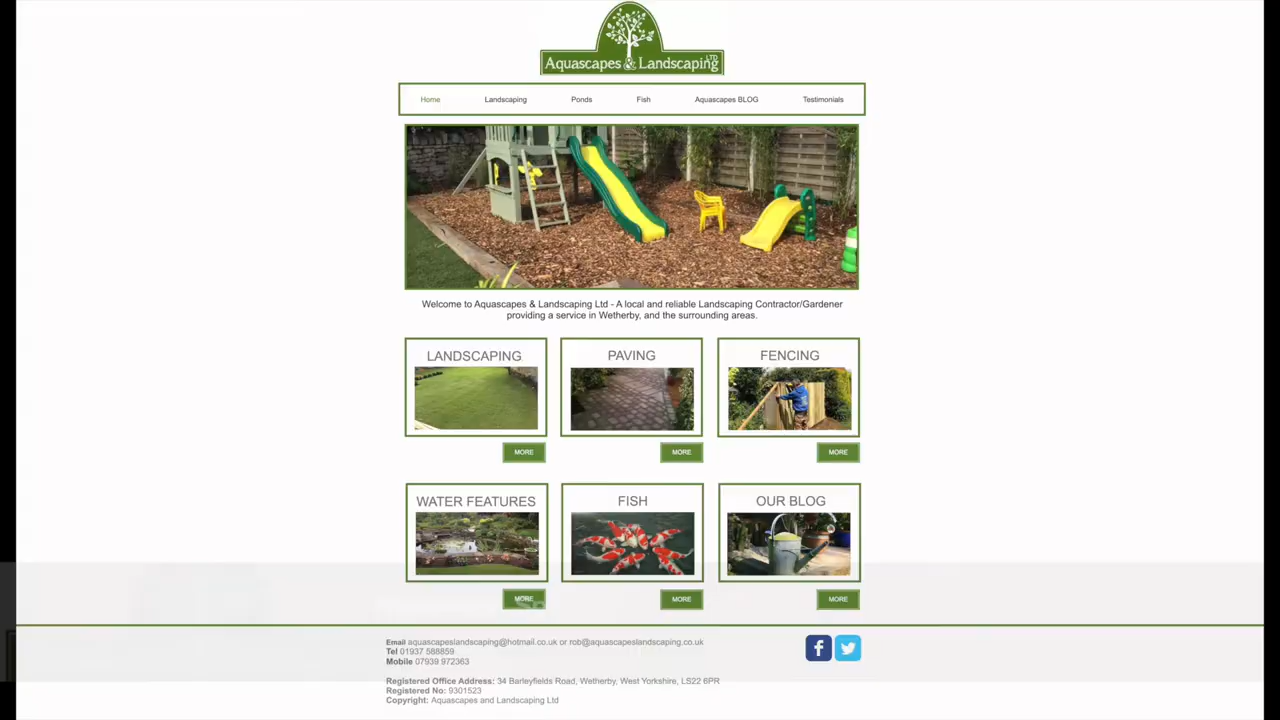 Aquascapes & Landscaping LTD
Home Landscaping Ponds Fish Aquascapes BLOG Testimonials
Welcome to Aquascapes & Landscaping Ltd - A local and reliable Landscaping Contractor/Gardener
providing a service in Wetherby, and the surrounding areas.
LANDSCAPING PAVING FENCING
MORE MORE MORE
WATER FEATURES FISH OUR BLOG
MORE MORE MORE
Email aquascapeslandscaping@hotmail.co.uk or rob@aquascapeslandscaping.co.uk
Tel 01937 588859
Mobile 07939 972363
Registered Office Address: 34 Barleyfields Road, Wetherby, West Yorkshire, LS22 6PR
Registered No: 9301523
Copyright: Aquascapes and Landscaping Ltd